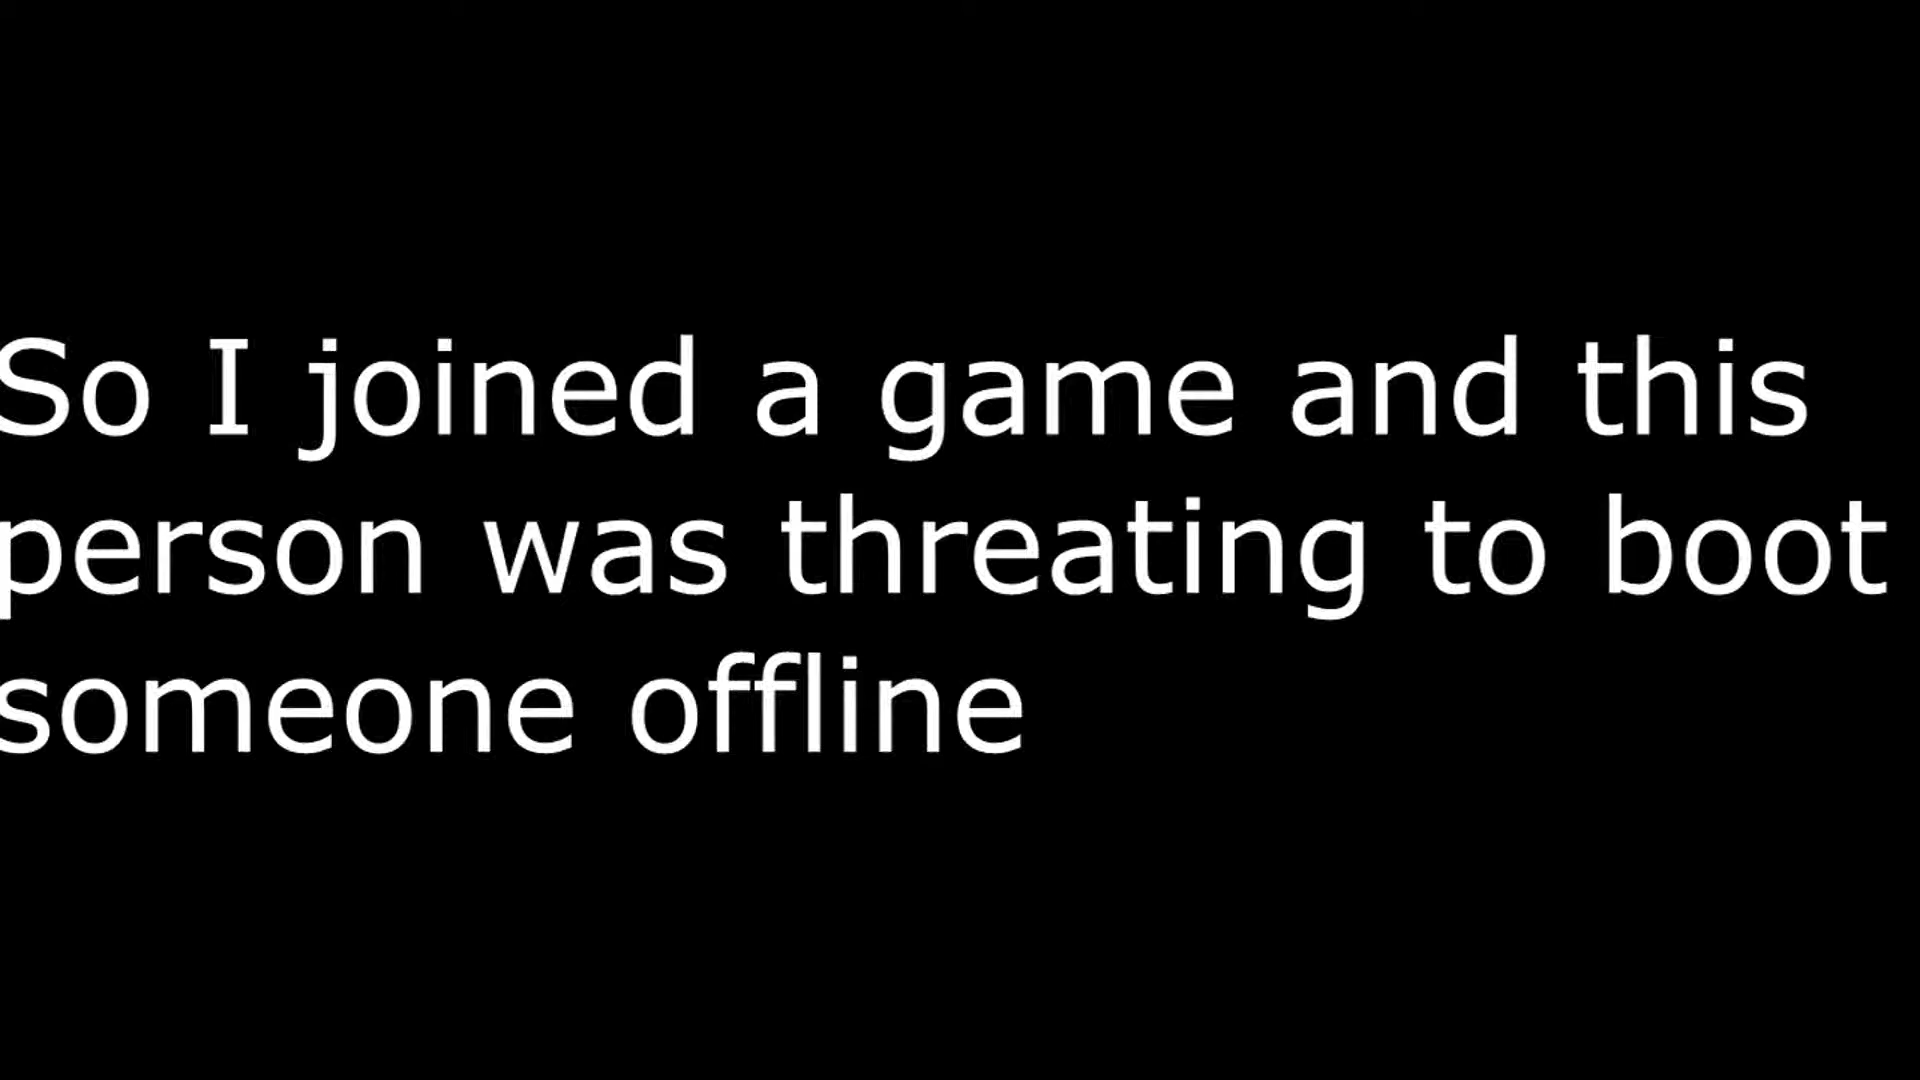 So I joined a game and this
person was threating to boot
someone offline